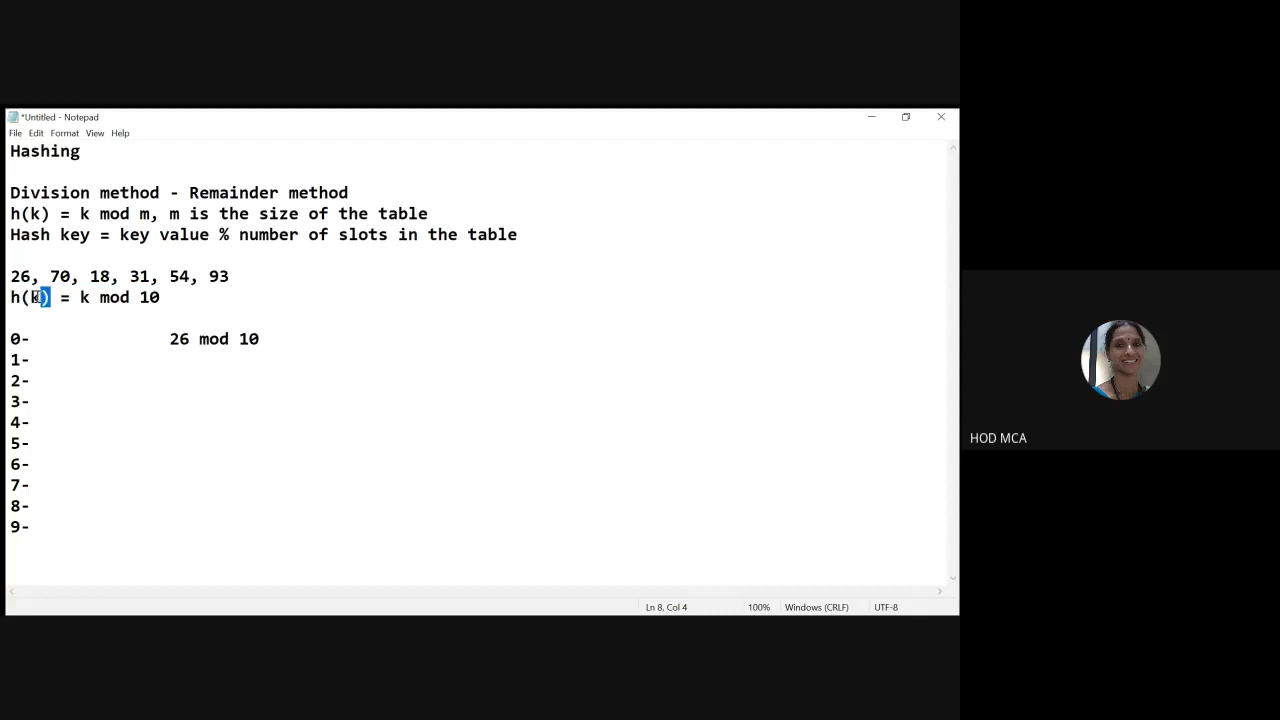 *Untitled - Notepad
File Edit Format View Help
Hashing
Division method - Remainder method
h(k) = k mod m, m is the size of the table
Hash key = key value % number of slots in the table
26, 70, 18, 31, 54, 93
h(k) = k mod 10
0- 26 mod 10
1-
2-
3-
4-
5-
6-
7-
8-
9-
Ln 8, Col 4 100% Windows (CRLF) UTF-8
HOD MCA